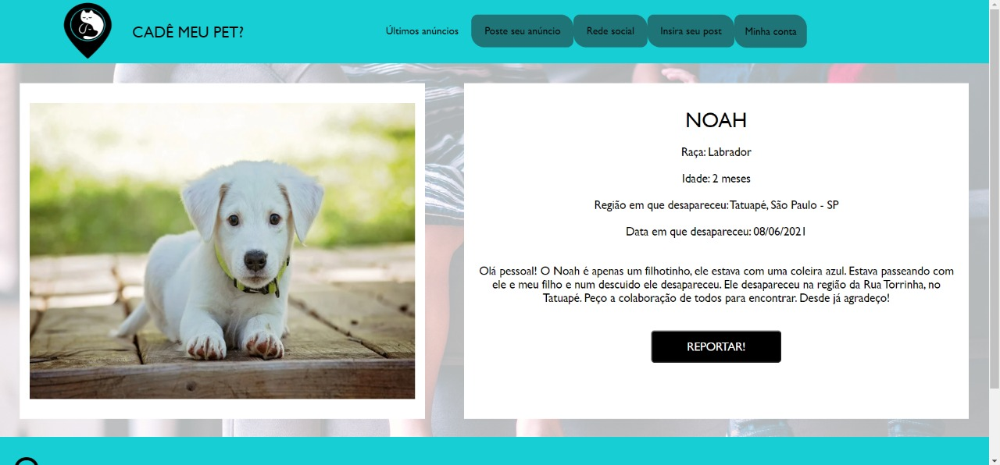 CADÊ MEU PET?
Últimos anúncios
Poste seu anúncio
Rede social
Insira seu post
Minha conta
NOAH
Raça: Labrador
Idade: 2 meses
Região em que desapareceu: Tatuapé, São Paulo - SP
Data em que desapareceu: 08/06/2021
Olá pessoal! O Noah é apenas um filhotinho, ele estava com uma coleira azul. Estava passeando com
ele e meu filho e num descuido ele desapareceu. Ele desapareceu na região da Rua Torrinha, no
Tatuapé. Peço a colaboração de todos para encontrar. Desde já agradeço!
REPORTAR!